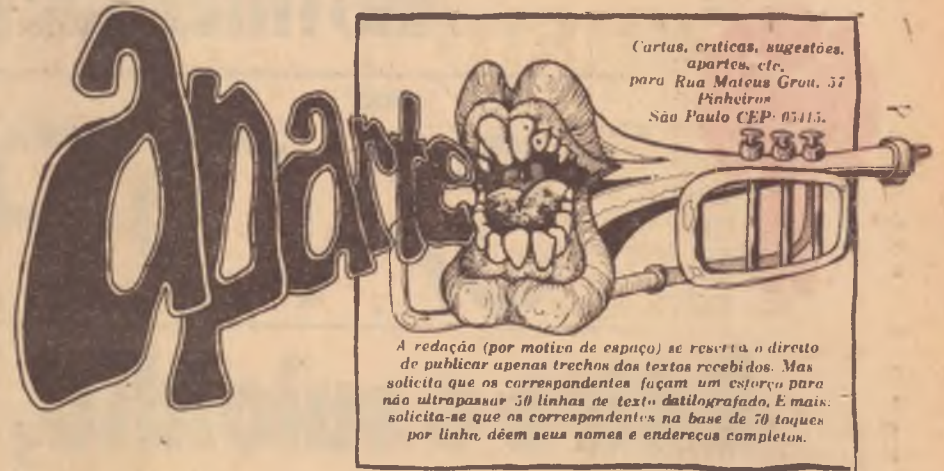 aparte
Cartas, críticas, sugestões,
apartes, etc,
para Rua Mateus Grou, 57
Pinheiros
São Paulo CEP: 05415.
A redação (por motivo de espaço) se reserva o direito
de publicar apenas trechos dos textos recebidos. Mas
solicita que os correspondentes façam um esforço para
não ultrapassar 50 linhas de texto datilografado. E mais:
solicita-se que os correspondentes na base de 70 toques
por linha, dêem seus nomes e endereços completos.